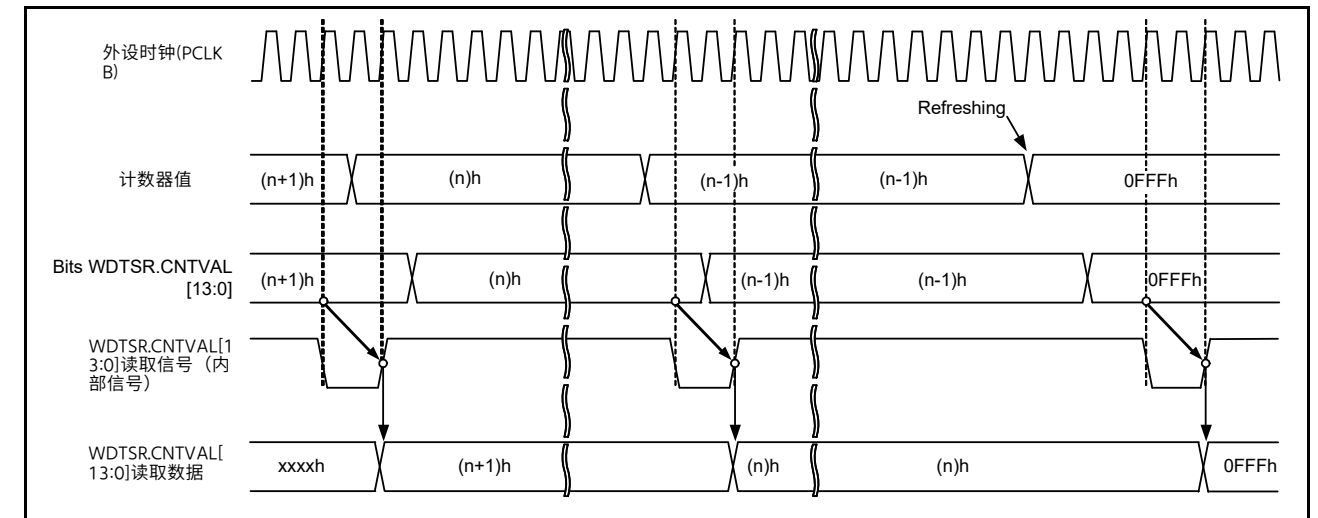 外设时钟(PCLK
B)
Refreshing
计数器值
(n+1)h
(n)h
(n-1)h
(n-1)h
0FFFh
Bits WDTSR.CNTVAL
[13:0]
(n+1)h
(n)h
(n-1)h
(n-1)h
0FFFh
WDTSR.CNTVAL[1
3:0]读取信号（内
部信号）
WDTSR.CNTVAL[
13:0]读取数据
xxxxh
(n+1)h
(n)h
(n)h
0FFFh